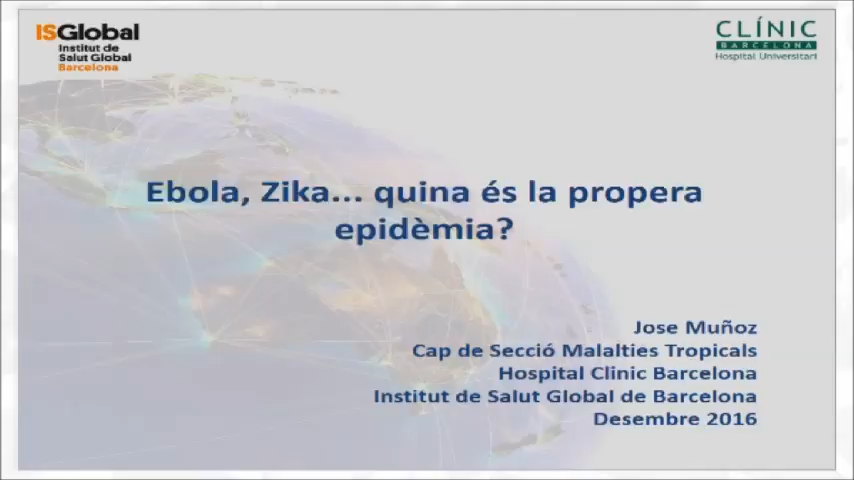 ISGlobal
Institut de
Salut Global
Barcelona
CLÍNIC
BARCELONA
Hospital Universitari
Ebola, Zika... quina és la propera
epidèmia?
Jose Muñoz
Cap de Secció Malalties Tropicals
Hospital Clinic Barcelona
Institut de Salut Global de Barcelona
Desembre 2016